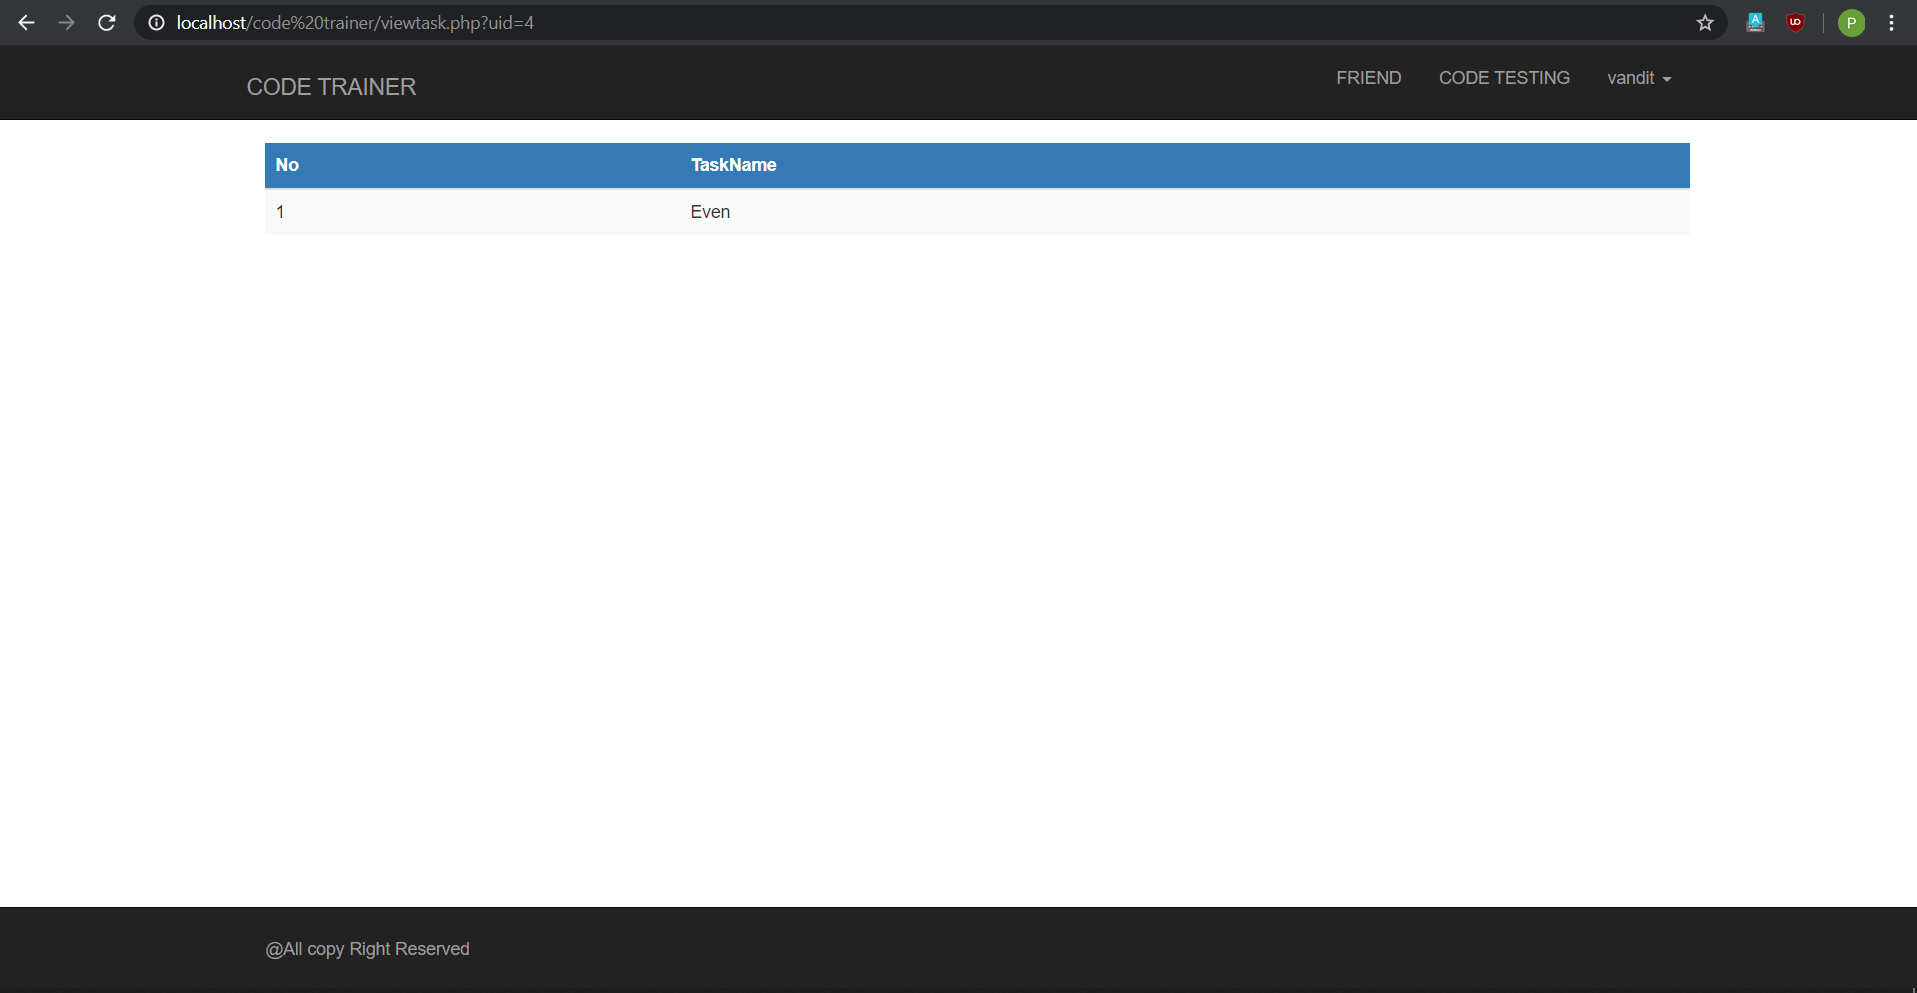 localhost/code%20trainer/viewtask.php?uid=4
A
UO
P
CODE TRAINER
FRIEND
CODE TESTING
vandit
No TaskName
1 Even
@All copy Right Reserved